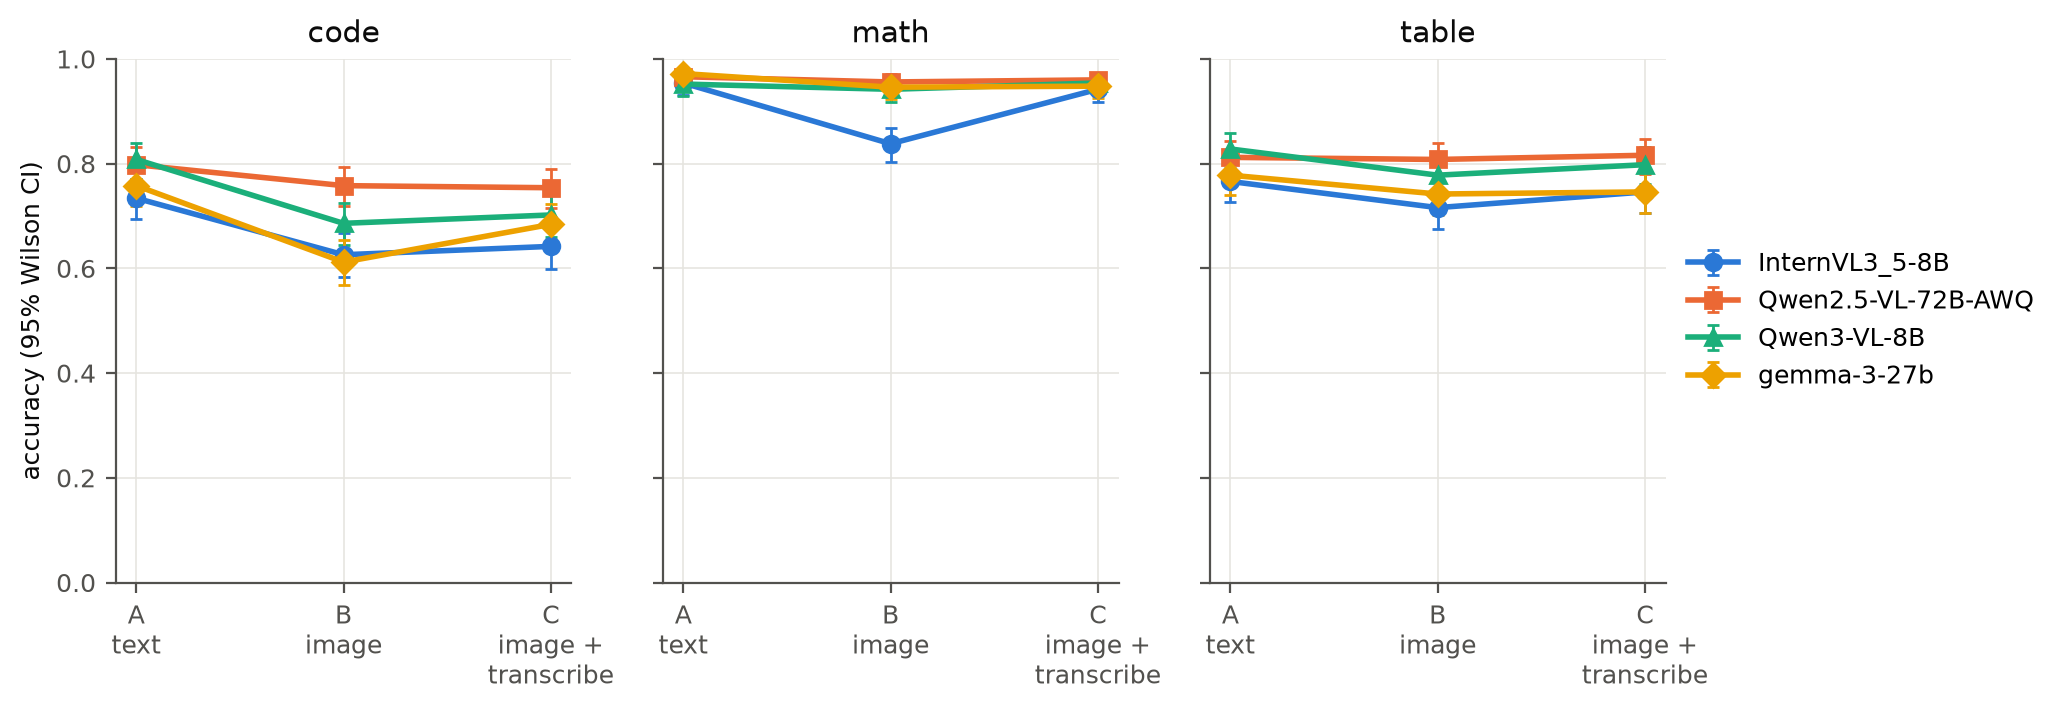 code
math
table
accuracy (95% Wilson CI)
1.0
0.8
0.6
0.4
0.2
0.0
A
text
B
image
C
image +
transcribe
A
text
B
image
C
image +
transcribe
A
text
B
image
C
image +
transcribe
InternVL3_5-8B
Qwen2.5-VL-72B-AWQ
Qwen3-VL-8B
gemma-3-27b